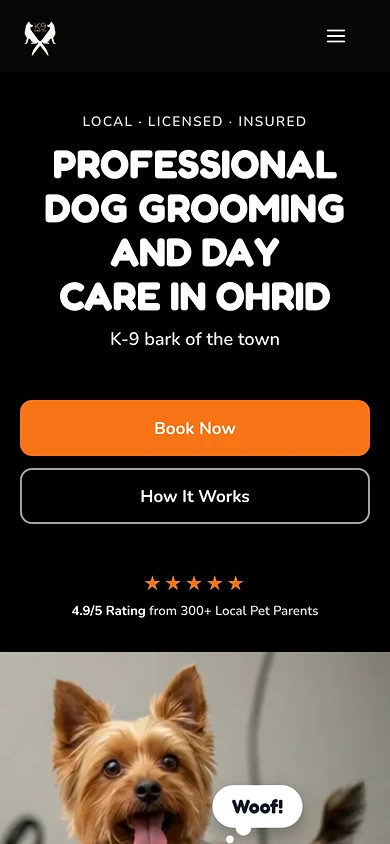 K9
LOCAL · LICENSED · INSURED
PROFESSIONAL
DOG GROOMING
AND DAY
CARE IN OHRID
K-9 bark of the town
Book Now
How It Works
4.9/5 Rating from 300+ Local Pet Parents
Woof!